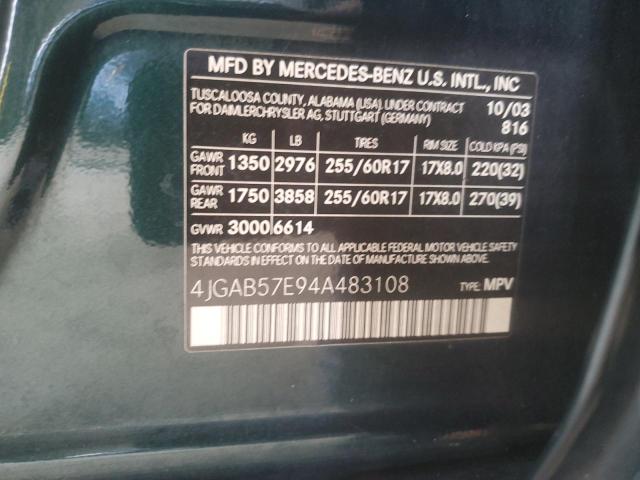 MFD BY MERCEDES-BENZ U.S. INTL., INC
TUSCALOOSA COUNTY, ALABAMA (USA), UNDER CONTRACT 10/03
FOR DAIMLERCHRYSLER AG, STUTTGART (GERMANY) 816
KG LB TIRES RIM SIZE COLD KPA (PSI)
GAWR FRONT 1350 2976 255/60R17 17X8.0 220(32)
GAWR REAR 1750 3858 255/60R17 17X8.0 270(39)
GVWR 3000 6614
THIS VEHICLE CONFORMS TO ALL APPLICABLE FEDERAL MOTOR VEHICLE SAFETY
STANDARDS IN EFFECT ON THE DATE OF MANUFACTURE SHOWN ABOVE.
4JGAB57E94A483108 TYPE: MPV